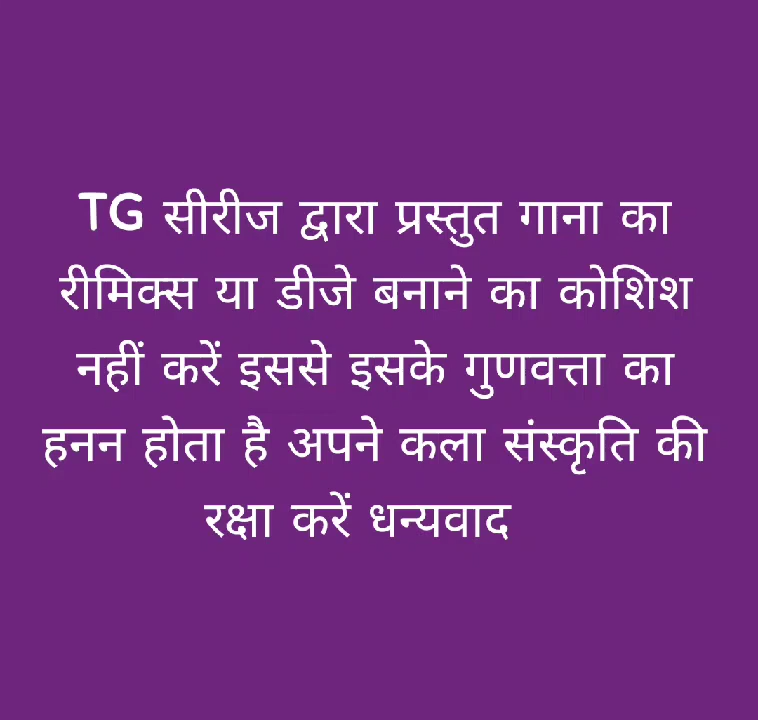 TG सीरीज द्वारा प्रस्तुत गाना का
रीमिक्स या डीजे बनाने का कोशिश
नहीं करें इससे इसके गुणवत्ता का
हनन होता है अपने कला संस्कृति की
रक्षा करें धन्यवाद